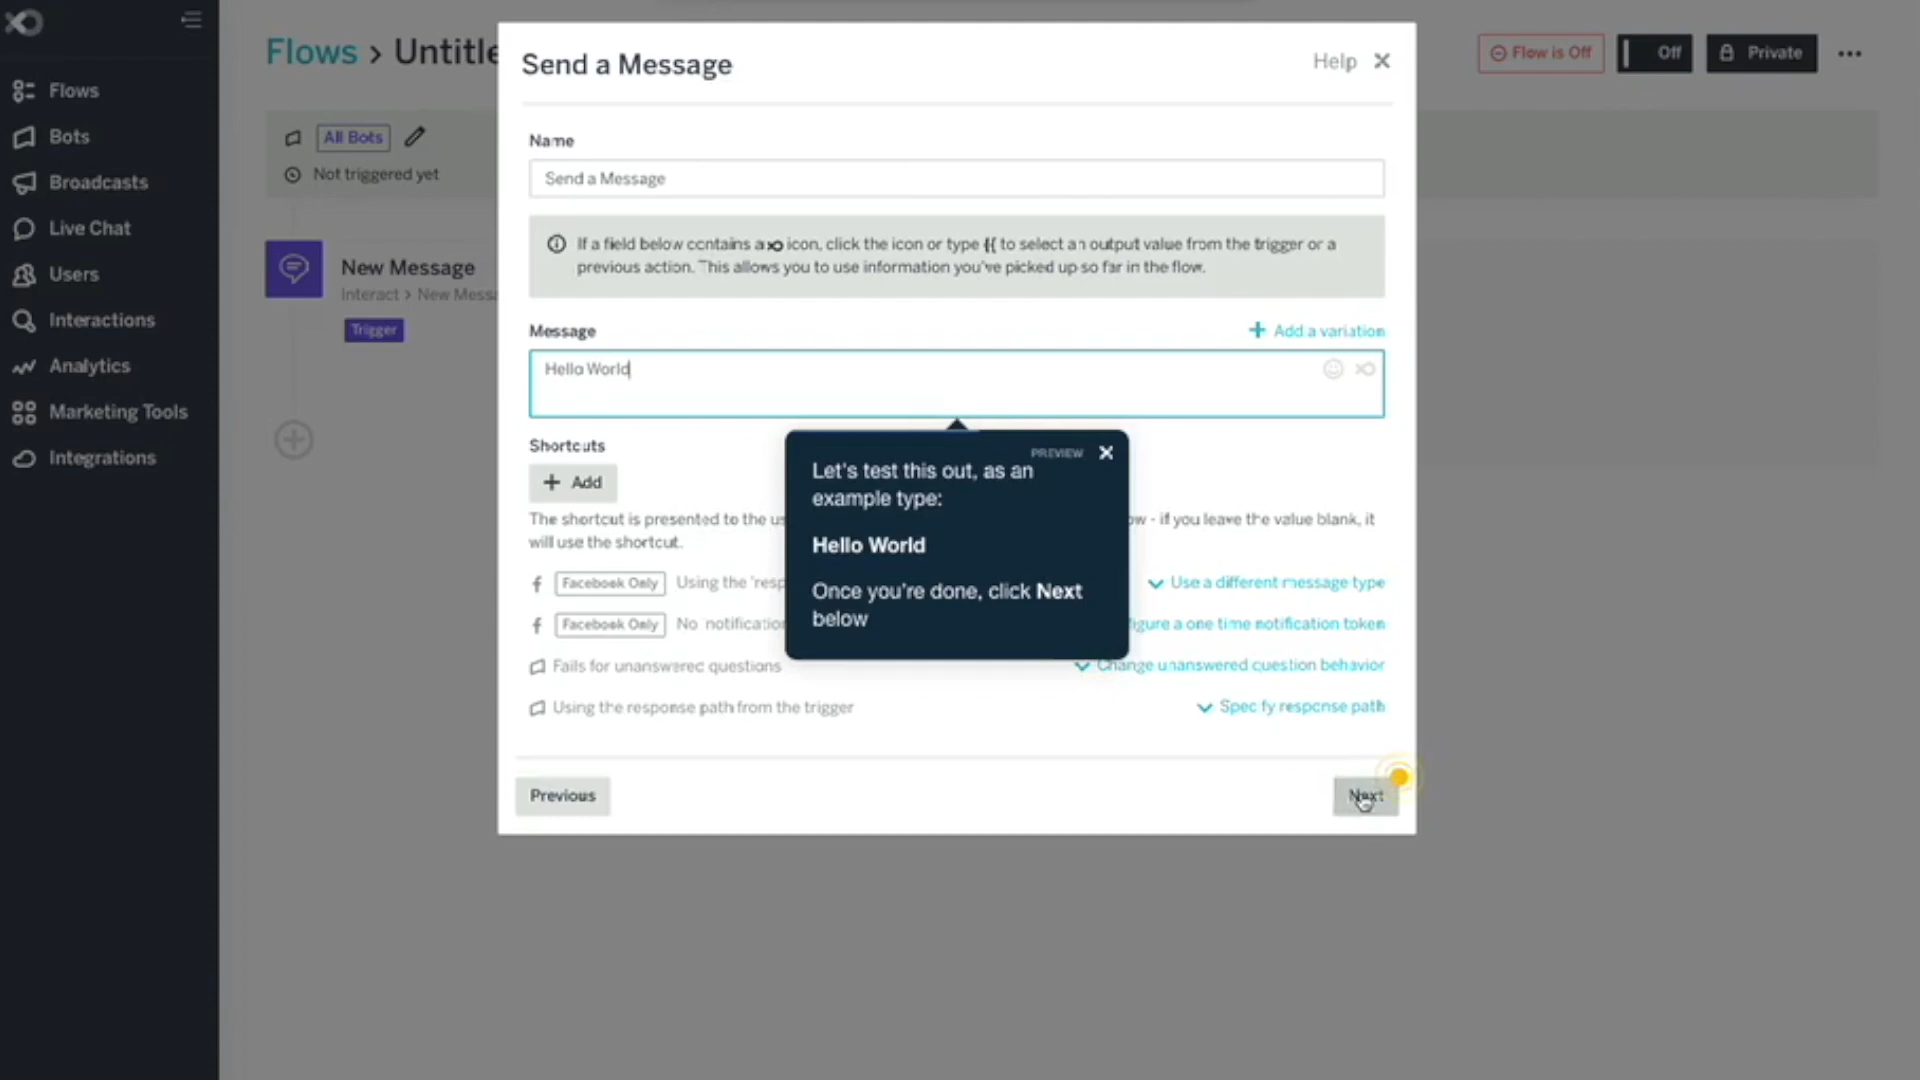 Flows
Bots
Broadcasts
Live Chat
Users
Interactions
Analytics
Marketing Tools
Integrations
Flows > Untitle
Flow is Off
Off
Private
All Bots
Not triggered yet
New Message
Interact > New Messa
Trigger
Send a Message
Help
Name
Send a Message
If a field below contains a icon, click the icon or type {{ to select an output value from the trigger or a
previous action. This allows you to use information you've picked up so far in the flow.
Message
Add a variation
Hello World
Shortcuts
+ Add
The shortcut is presented to the us
ow - if you leave the value blank, it
will use the shortcut.
Facebook Only
Using the 'resp
Use a different message type
Facebook Only
No notification
igure a one time notification token
Fails for unanswered questions
Change unanswered question behavior
Using the response path from the trigger
Specify response path
PREVIEW
Let's test this out, as an
example type:
Hello World
Once you're done, click Next
below
Previous
Next